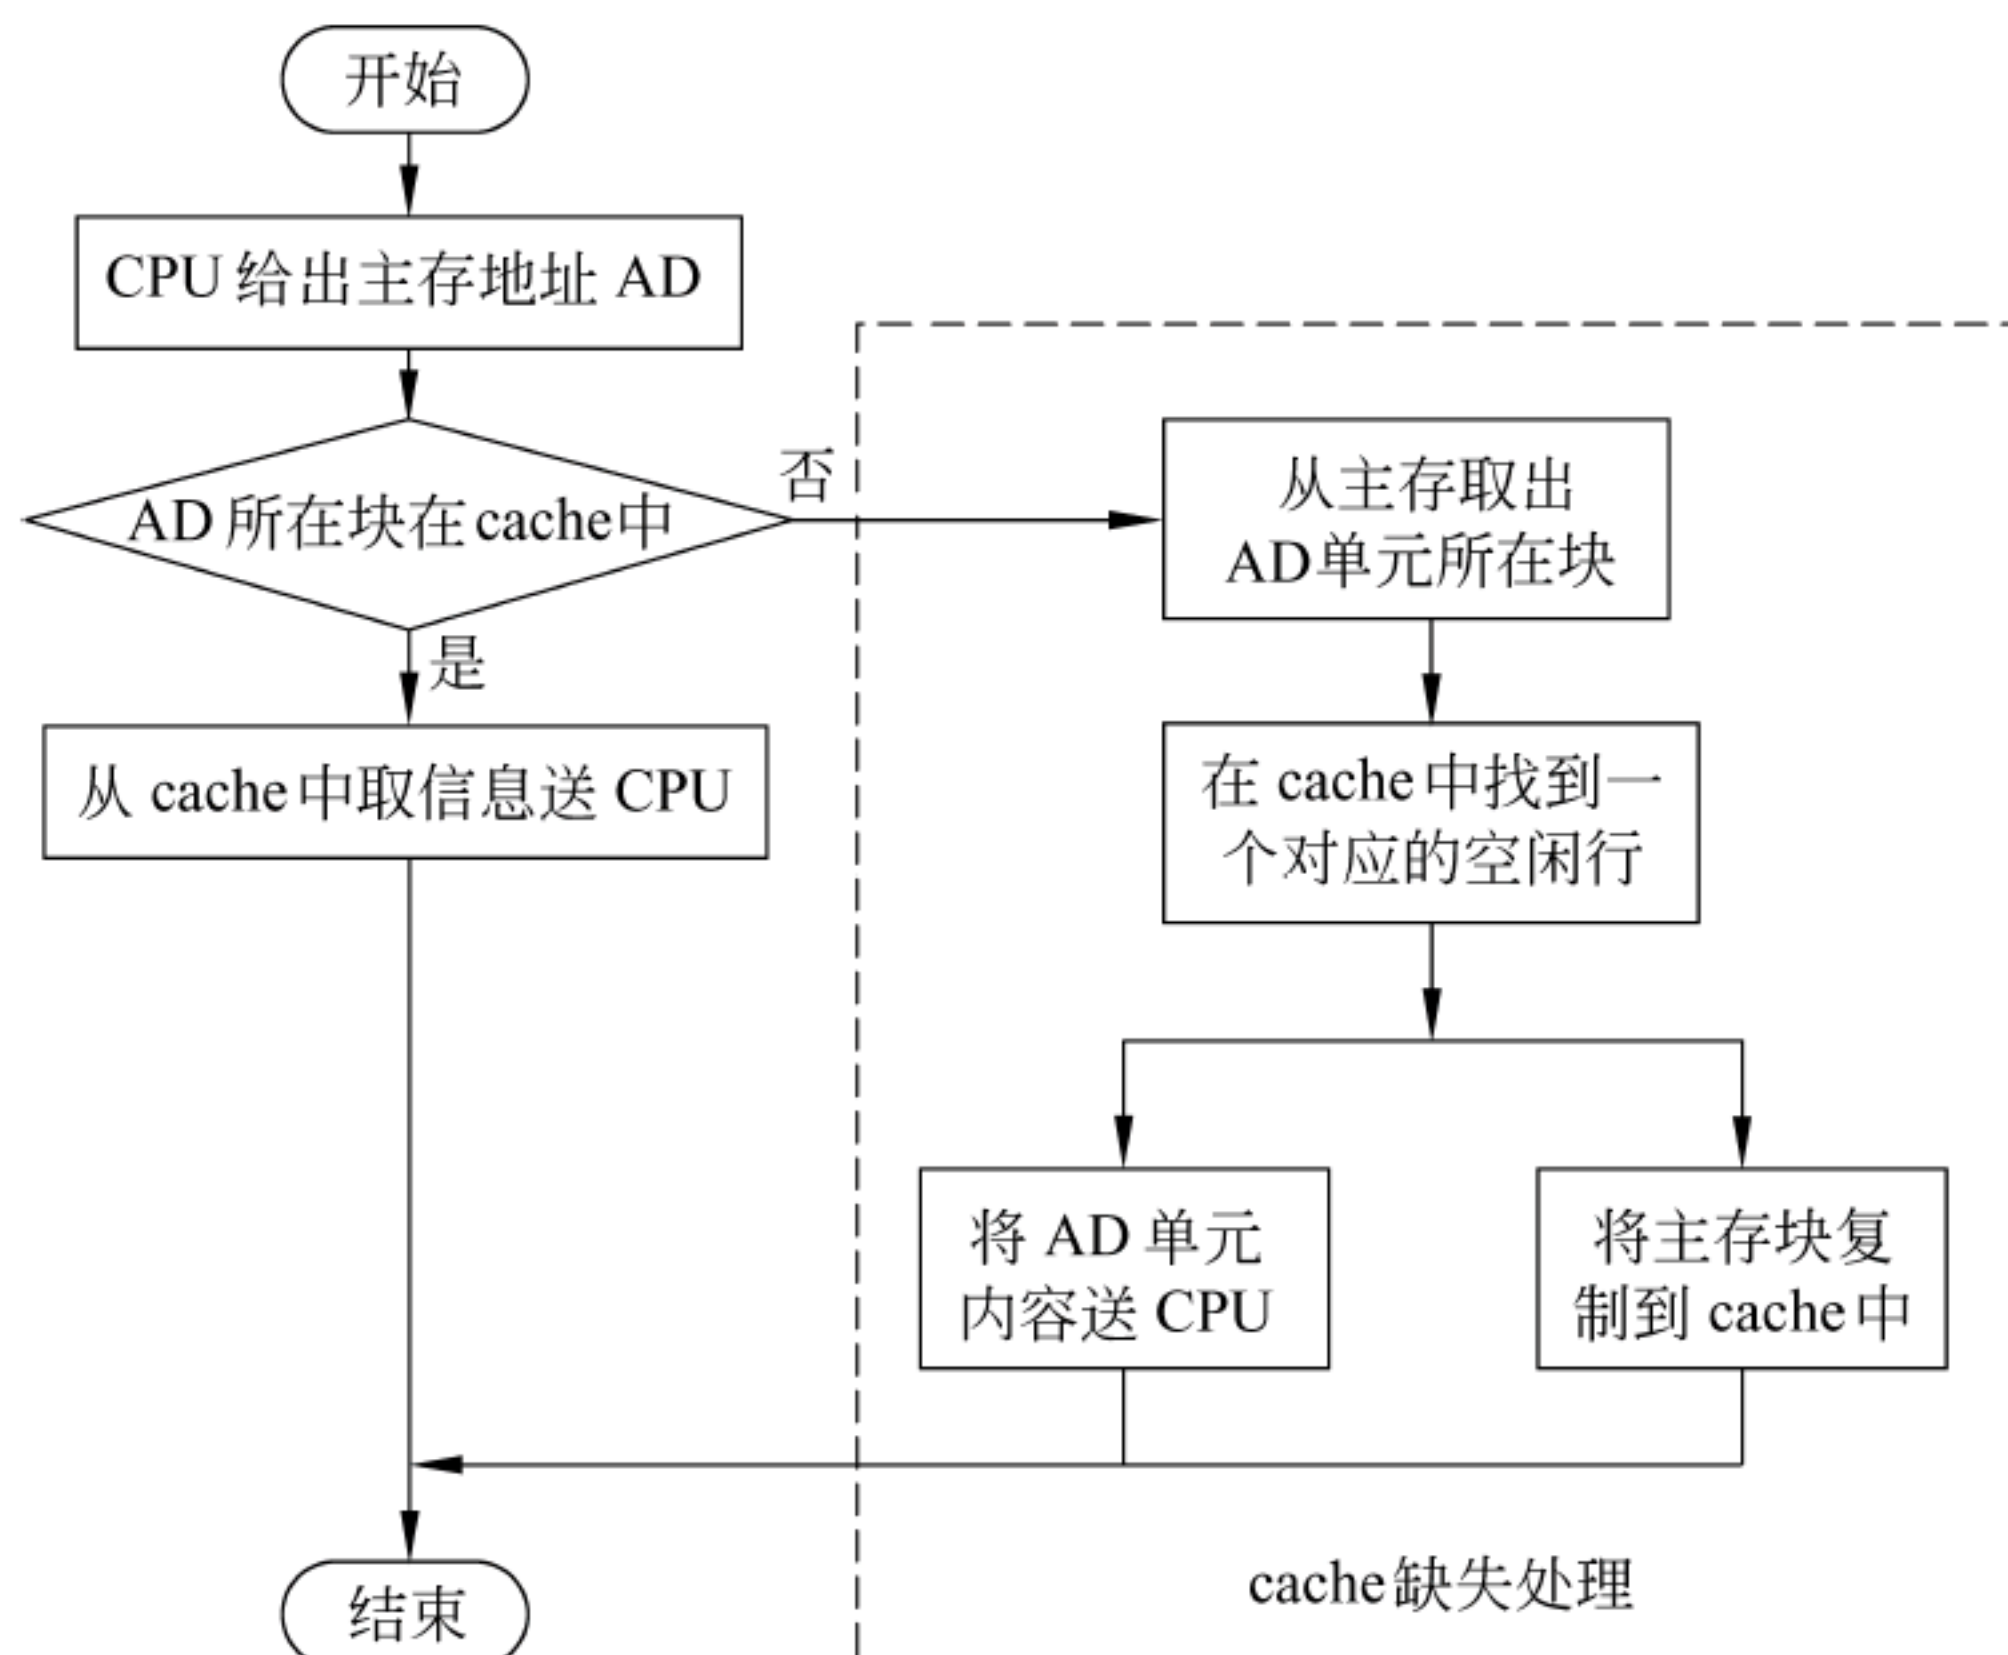 开始
CPU 给出主存地址 AD
AD 所在块在 cache 中
否
是
从 cache 中取信息送 CPU
从主存取出
AD 单元所在块
在 cache 中找到一
个对应的空闲行
将 AD 单元
内容送 CPU
将主存块复
制到 cache 中
cache 缺失处理
结束